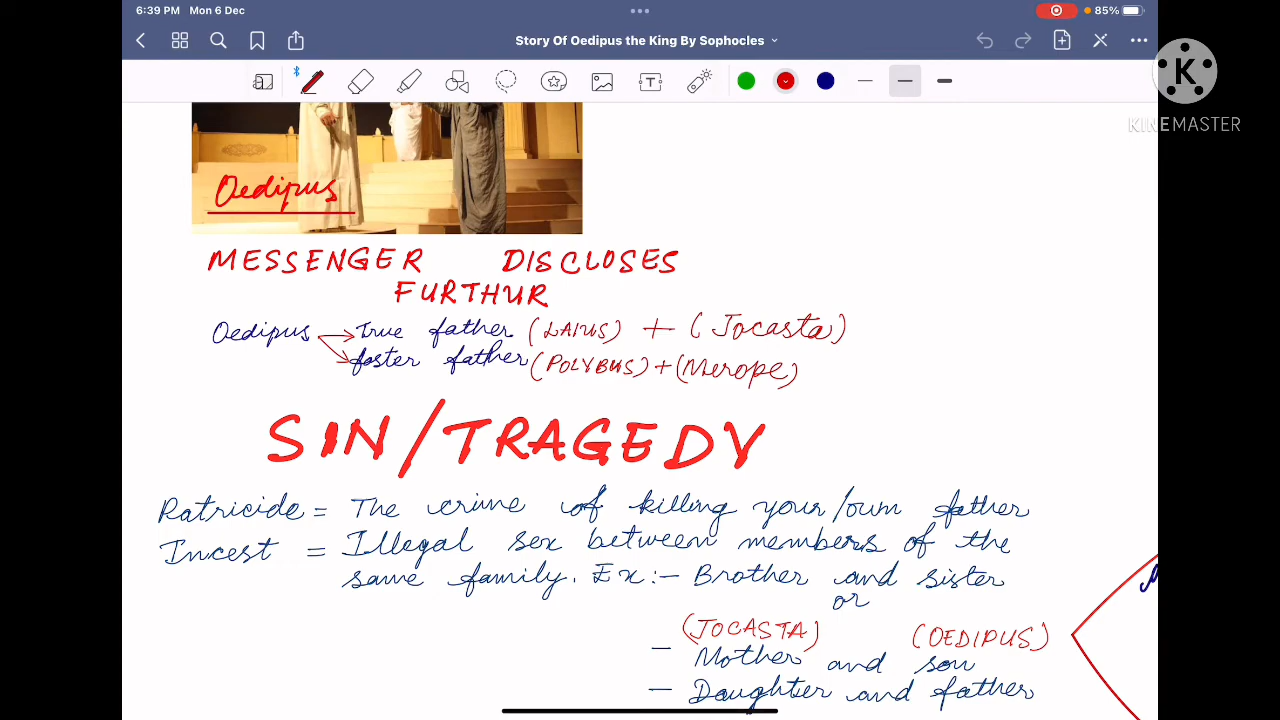 6:39 PM Mon 6 Dec
85%
Story Of Oedipus the King By Sophocles
K
KINEMASTER
a
T
Oedipus
MESSENGER DISCLOSES
FURTHUR
Oedipus True father (LAIUS) + (Jocasta)
foster father (POLYBUS) + (Merope)
SIN/TRAGEDY
Patricide = The crime of killing your/own father
Incest = Illegal sex between members of the
same family. Ex:- Brother and sister
or
(JOCASTA) (OEDIPUS)
- Mother and son
- Daughter and father